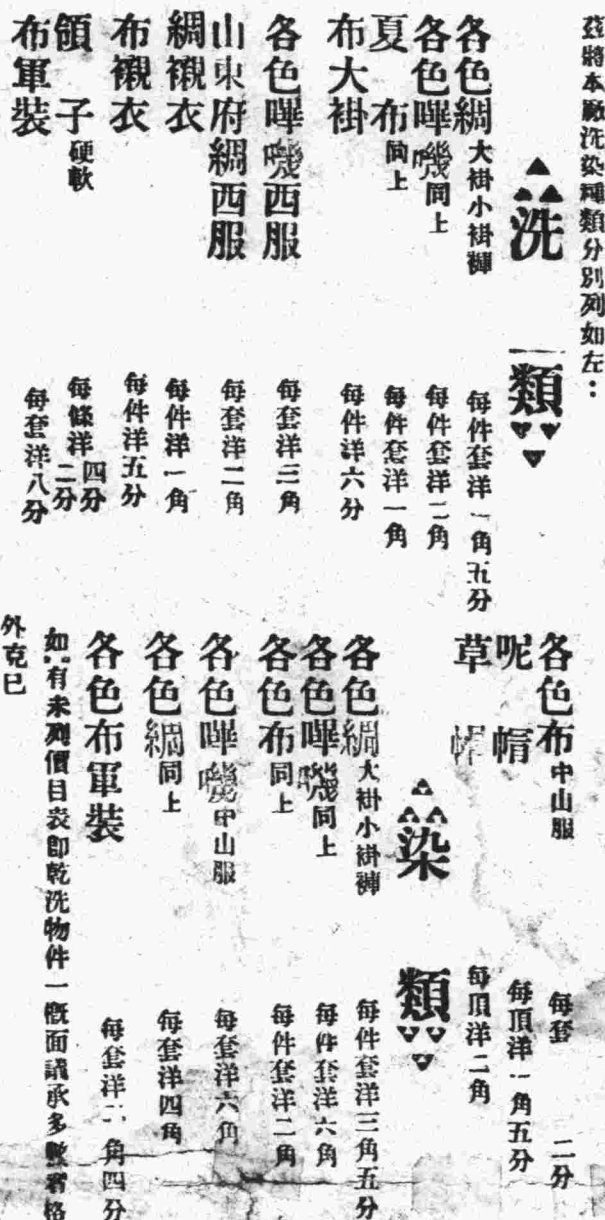 茲將本廠洗染種類分別列如左：
洗類
各色綢大褂小褂褲 每件套洋一角五分
各色嗶嘰同上 每件套洋二角
夏布同上 每件套洋一角
布大褂 每件洋六分
各色嗶嘰西服 每套洋三角
山東府綢西服 每套洋二角
綢襯衣 每件洋一角
布襯衣 每件洋五分
領子硬軟 每條洋四分二分
布軍裝 每套洋八分
各色布中山服 每套 二分
呢帽 每頂洋一角五分
草帽 每頂洋二角
染類
各色綢大褂小褂褲 每件套洋三角五分
各色嗶嘰同上 每件套洋六角
各色布同上 每件套洋二角
各色嗶嘰中山服 每套洋六角
各色綢同上 每套洋四角
各色布軍裝 每套洋二角四分
如有未列價目表即乾洗物件一概面議承多數者格
外克己